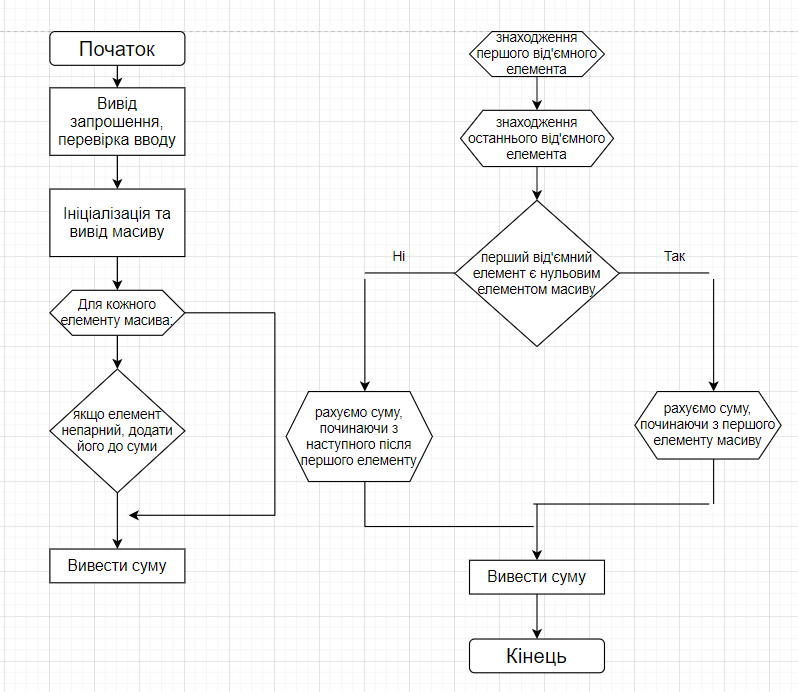 Початок
Вивід
запрошення,
перевірка вводу
Ініціалізація та
вивід масиву
Для кожного
елементу масива:
якщо елемент
непарний, додати
його до суми
Вивести суму
знаходження
першого від'ємного
елемента
знаходження
останнього від'ємного
елемента
перший від'ємний
елемент є нульовим
елементом масиву
Ні
Так
рахуємо суму,
починаючи з
наступного після
першого елементу
рахуємо суму,
починаючи з першого
елементу масиву
Вивести суму
Кінець